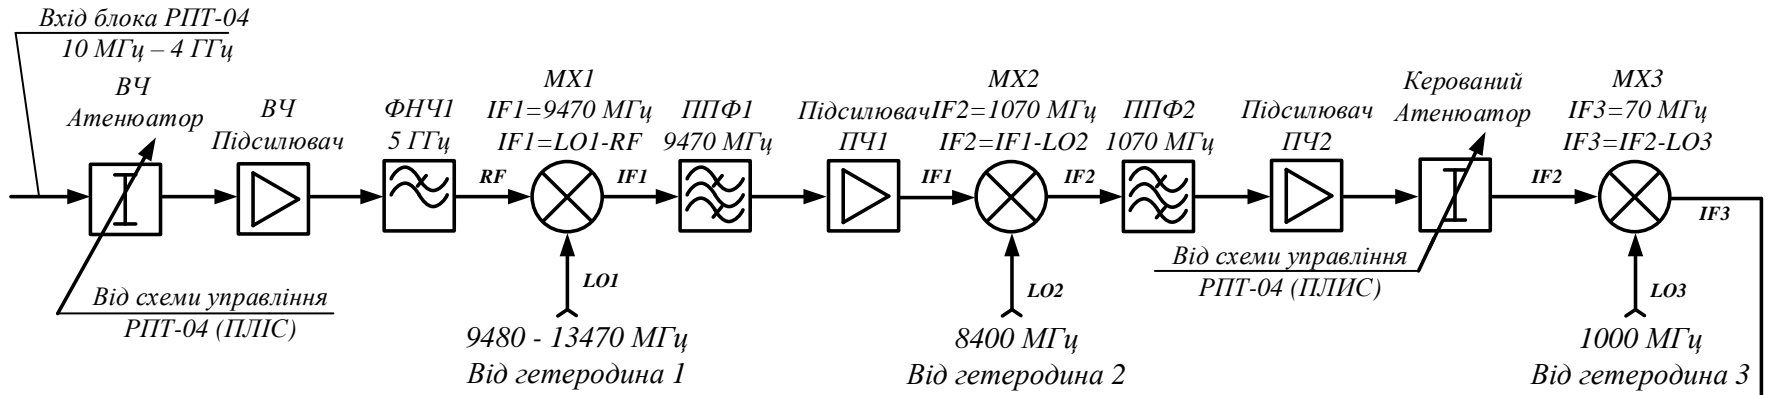 Вхід блока РПТ-04
10 МГц – 4 ГГц
ВЧ
Атенюатор
ВЧ
Підсилювач
ФНЧ1
5 ГГц
MX1
IF1=9470 МГц
IF1=LO1-RF
ППФ1
9470 МГц
Підсилювач
ПЧ1
MX2
IF2=1070 МГц
IF2=IF1-LO2
ППФ2
1070 МГц
Підсилювач
ПЧ2
Керований
Атенюатор
MX3
IF3=70 МГц
IF3=IF2-LO3
RF
IF1
IF1
IF2
IF2
IF3
Від схеми управління
РПТ-04 (ПЛІС)
LO1
9480 - 13470 МГц
Від гетеродина 1
LO2
8400 МГц
Від гетеродина 2
Від схеми управління
РПТ-04 (ПЛИС)
LO3
1000 МГц
Від гетеродина 3